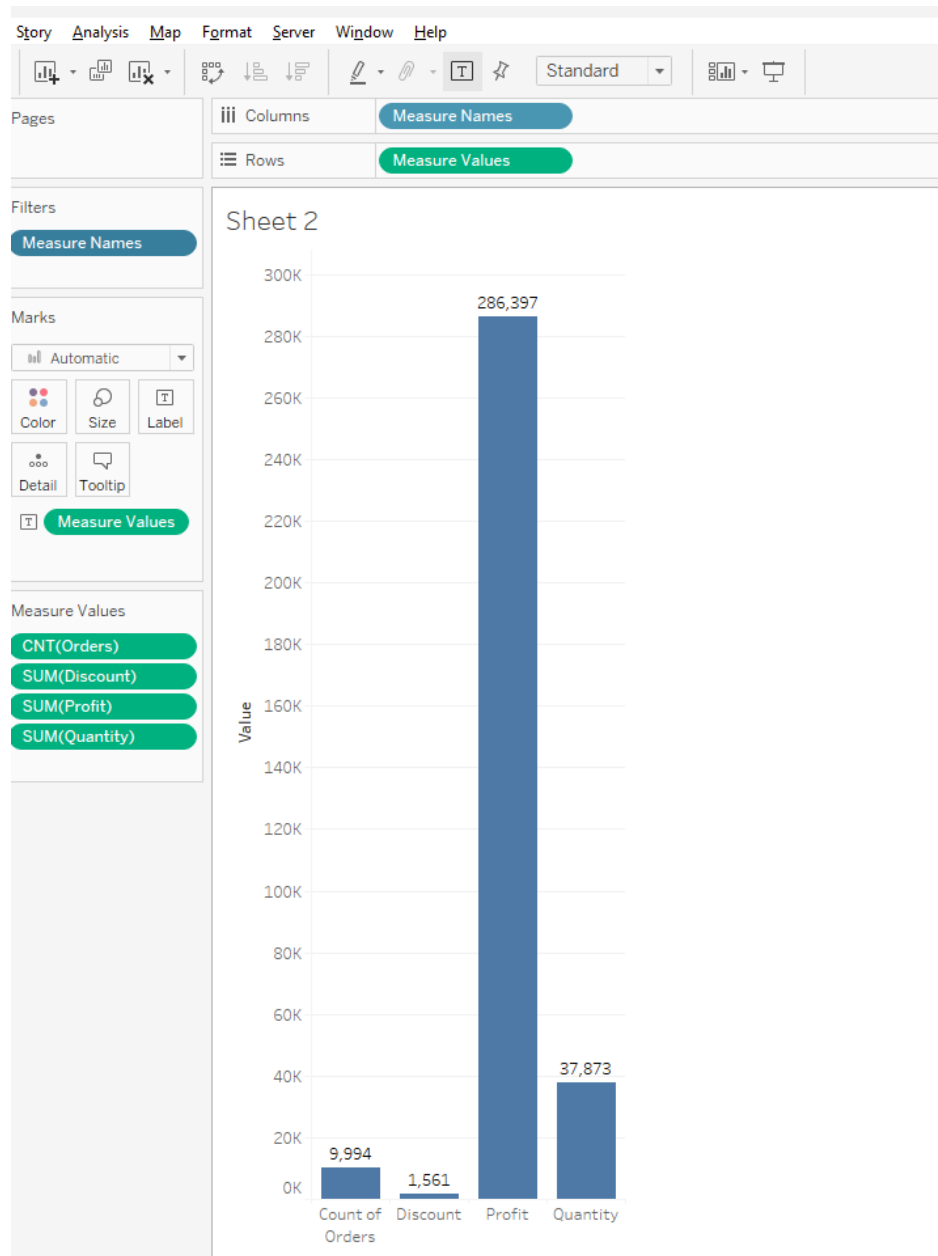 Story Analysis Map Format Server Window Help
Standard
Pages
Columns Measure Names
Rows Measure Values
Filters
Measure Names
Marks
Automatic
Color Size Label
Detail Tooltip
T Measure Values
Measure Values
CNT(Orders)
SUM(Discount)
SUM(Profit)
SUM(Quantity)
Sheet 2
300K
286,397
280K
260K
240K
220K
200K
180K
Value
160K
140K
120K
100K
80K
60K
37,873
40K
20K
9,994
1,561
0K
Count of Discount Profit Quantity
Orders